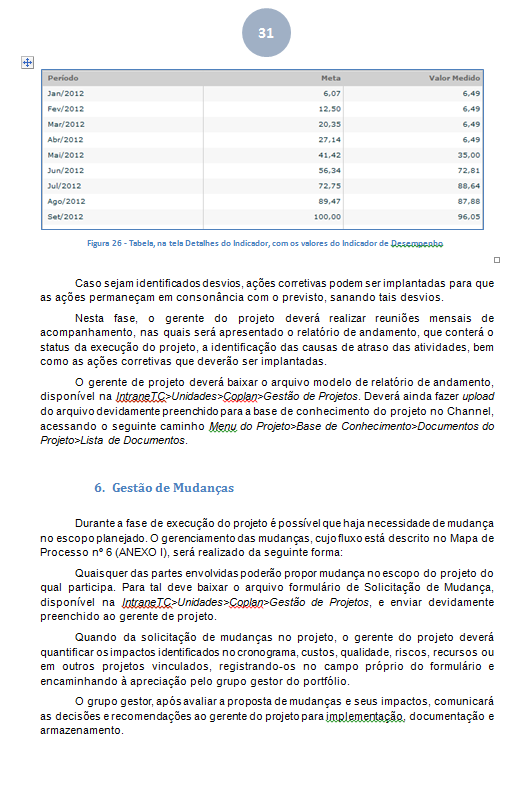 31
Período Meta Valor Medido
Jan/2012 6,07 6,49
Fev/2012 12,50 6,49
Mar/2012 20,35 6,49
Abr/2012 27,14 6,49
Mai/2012 41,42 35,00
Jun/2012 56,34 72,81
Jul/2012 72,75 88,64
Ago/2012 89,47 87,88
Set/2012 100,00 96,05
Figura 26 - Tabela, na tela Detalhes do Indicador, com os valores do Indicador de Desempenho
Caso sejam identificados desvios, ações corretivas podem ser implantadas para que
as ações permaneçam em consonância com o previsto, sanando tais desvios.
Nesta fase, o gerente do projeto deverá realizar reuniões mensais de
acompanhamento, nas quais será apresentado o relatório de andamento, que conterá o
status da execução do projeto, a identificação das causas de atraso das atividades, bem
como as ações corretivas que deverão ser implantadas.
O gerente de projeto deverá baixar o arquivo modelo de relatório de andamento,
disponível na IntraneTC>Unidades>Coplan>Gestão de Projetos. Deverá ainda fazer upload
do arquivo devidamente preenchido para a base de conhecimento do projeto no Channel,
acessando o seguinte caminho Menu do Projeto>Base de Conhecimento>Documentos do
Projeto>Lista de Documentos.
6. Gestão de Mudanças
Durante a fase de execução do projeto é possível que haja necessidade de mudança
no escopo planejado. O gerenciamento das mudanças, cujo fluxo está descrito no Mapa de
Processo nº 6 (ANEXO I), será realizado da seguinte forma:
Quaisquer das partes envolvidas poderão propor mudança no escopo do projeto do
qual participa. Para tal deve baixar o arquivo formulário de Solicitação de Mudança,
disponível na IntraneTC>Unidades>Coplan>Gestão de Projetos, e enviar devidamente
preenchido ao gerente de projeto.
Quando da solicitação de mudanças no projeto, o gerente do projeto deverá
quantificar os impactos identificados no cronograma, custos, qualidade, riscos, recursos ou
em outros projetos vinculados, registrando-os no campo próprio do formulário e
encaminhando à apreciação pelo grupo gestor do portfólio.
O grupo gestor, após avaliar a proposta de mudanças e seus impactos, comunicará
as decisões e recomendações ao gerente do projeto para implementação, documentação e
armazenamento.